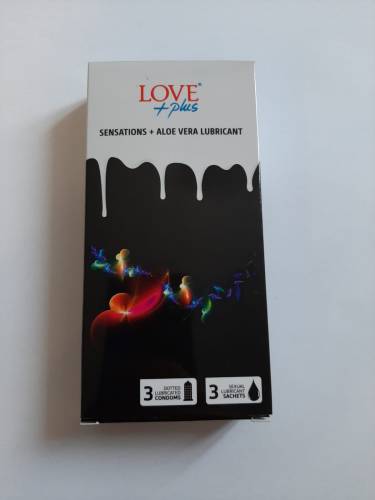 LOVE®
+plus
SENSATIONS + ALOE VERA LUBRICANT
3 DOTTED
LUBRICATED
CONDOMS
3 SEXUAL
LUBRICANT
SACHETS